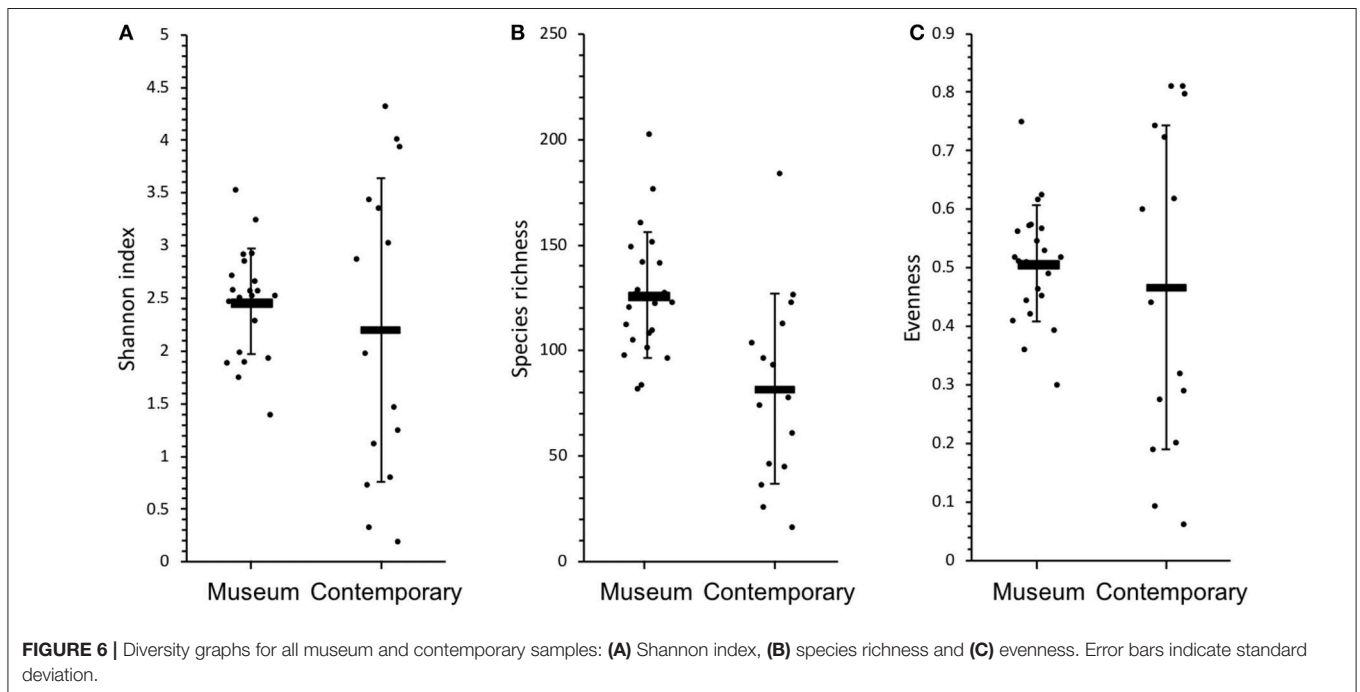 A
5
4.5
4
3.5
3
2.5
2
1.5
1
0.5
0
Shannon index
Museum Contemporary
B
250
200
150
100
50
0
Species richness
Museum Contemporary
C
0.9
0.8
0.7
0.6
0.5
0.4
0.3
0.2
0.1
0
Evenness
Museum Contemporary
FIGURE 6 | Diversity graphs for all museum and contemporary samples: (A) Shannon index, (B) species richness and (C) evenness. Error bars indicate standard
deviation.